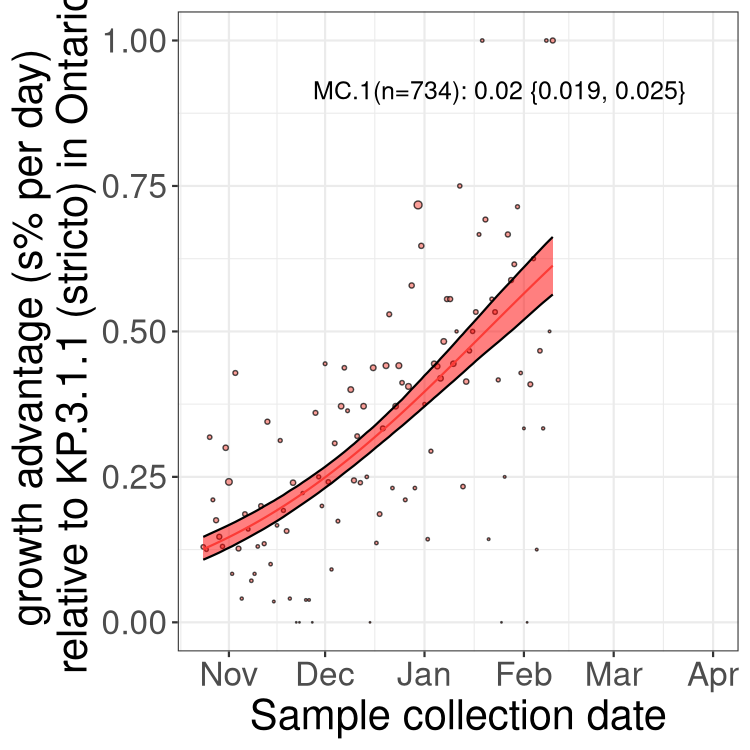 growth advantage (s% per day)
relative to KP.3.1.1 (stricto) in Ontario
1.00
0.75
0.50
0.25
0.00
MC.1(n=734): 0.02 {0.019, 0.025}
Nov Dec Jan Feb Mar Apr
Sample collection date